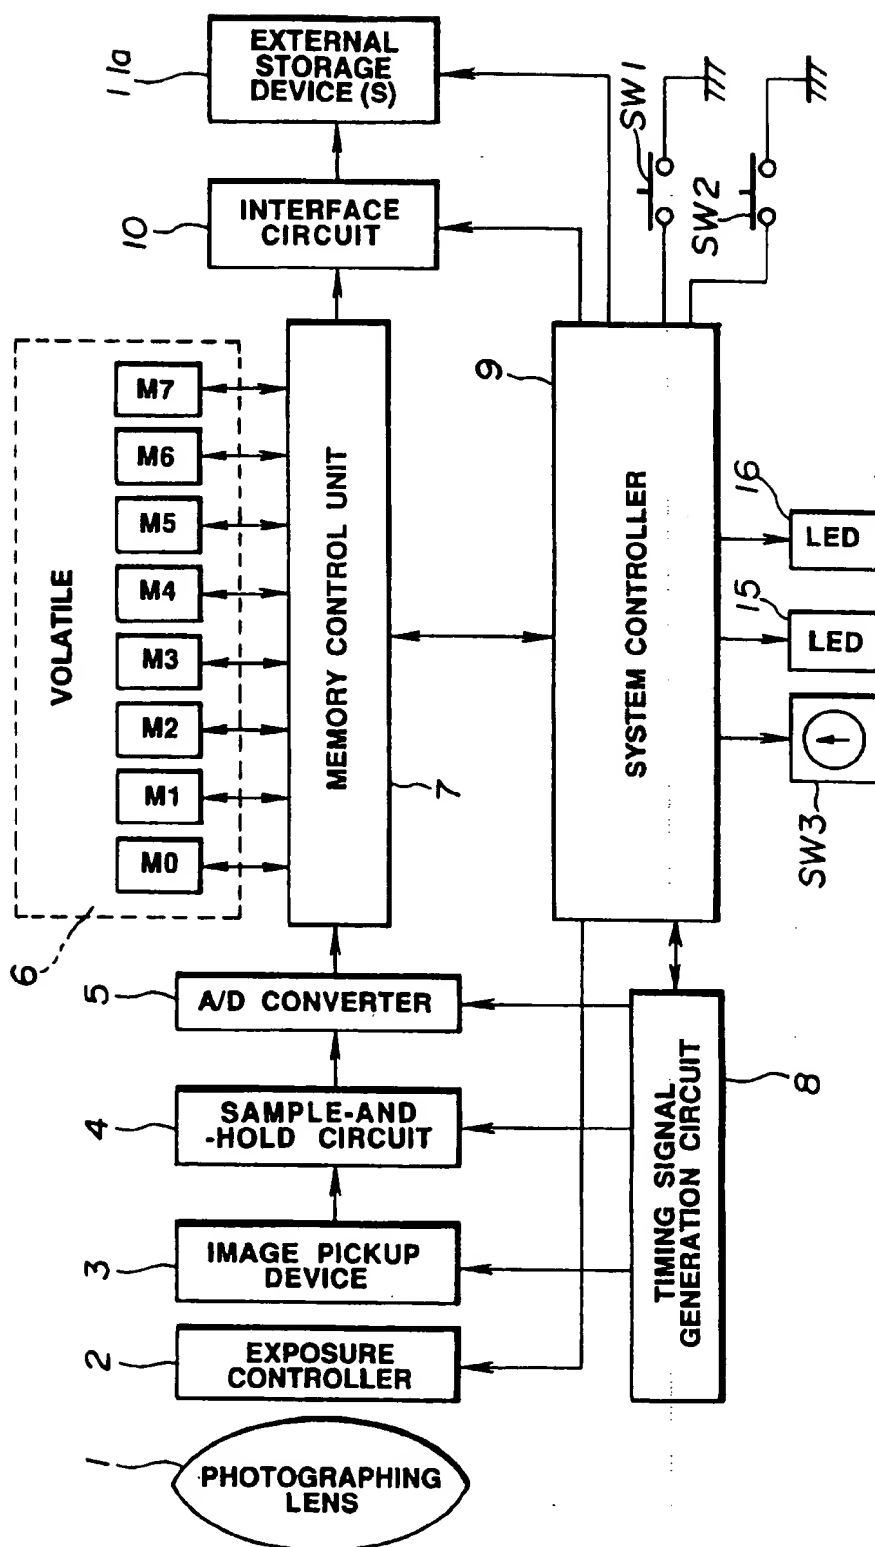 11a
EXTERNAL
STORAGE
DEVICE (S)
10
INTERFACE
CIRCUIT
SW1
SW2
6
VOLATILE
M7
M6
M5
M4
M3
M2
M1
M0
MEMORY CONTROL UNIT
7
9
SYSTEM CONTROLLER
16
LED
15
LED
SW3
5
A/D CONVERTER
4
SAMPLE-AND
-HOLD CIRCUIT
3
IMAGE PICKUP
DEVICE
2
EXPOSURE
CONTROLLER
8
TIMING SIGNAL
GENERATION CIRCUIT
1
PHOTOGRAPHING
LENS